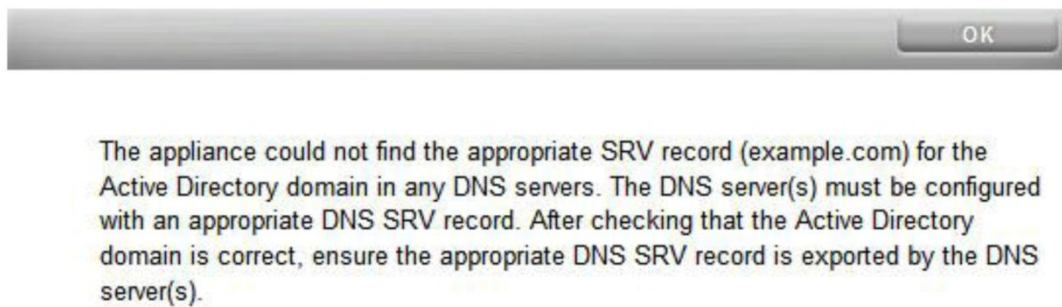 OK
The appliance could not find the appropriate SRV record (example.com) for the
Active Directory domain in any DNS servers. The DNS server(s) must be configured
with an appropriate DNS SRV record. After checking that the Active Directory
domain is correct, ensure the appropriate DNS SRV record is exported by the DNS
server(s).